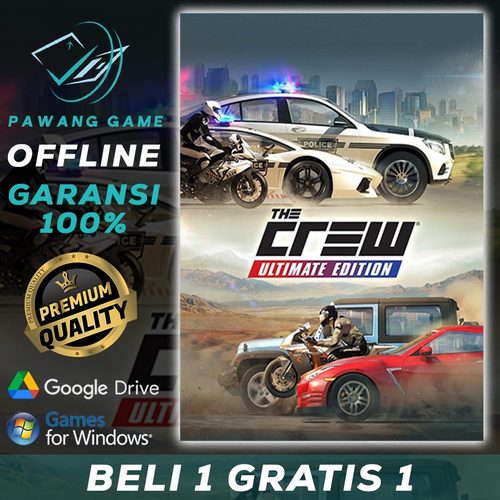 PAWANG GAME
OFFLINE
GARANSI
100%
PREMIUM
QUALITY
Google Drive
Games
for Windows®
POLICE
THE
CREW®
ULTIMATE EDITION
BELI 1 GRATIS 1